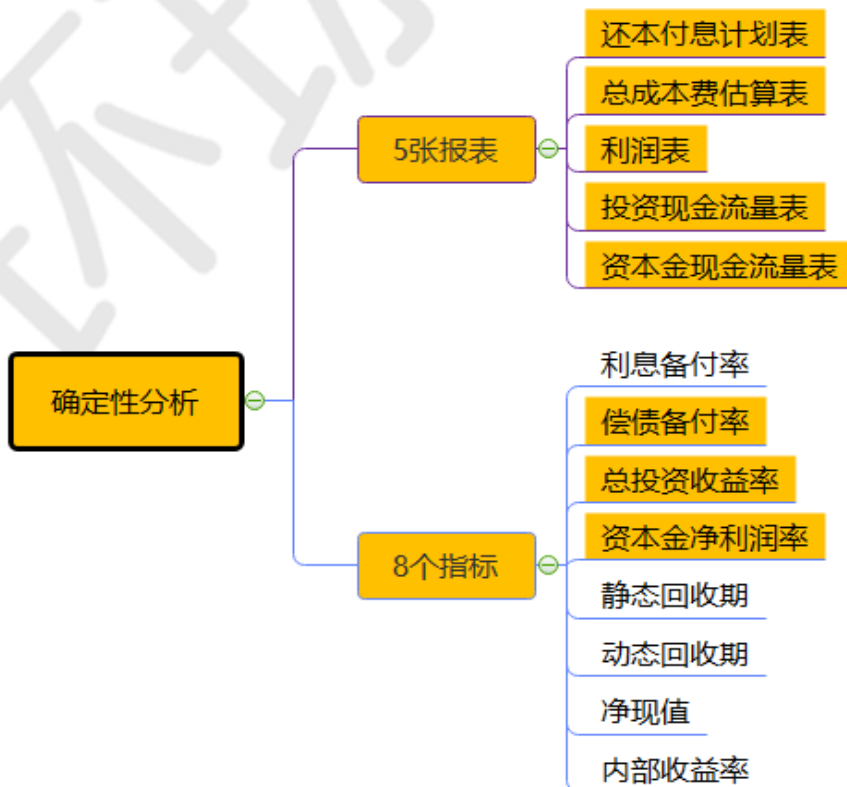 还本付息计划表
总成本费估算表
5张报表
利润表
投资现金流量表
资本金现金流量表
确定性分析
利息备付率
偿债备付率
总投资收益率
资本金净利润率
8个指标
静态回收期
动态回收期
净现值
内部收益率